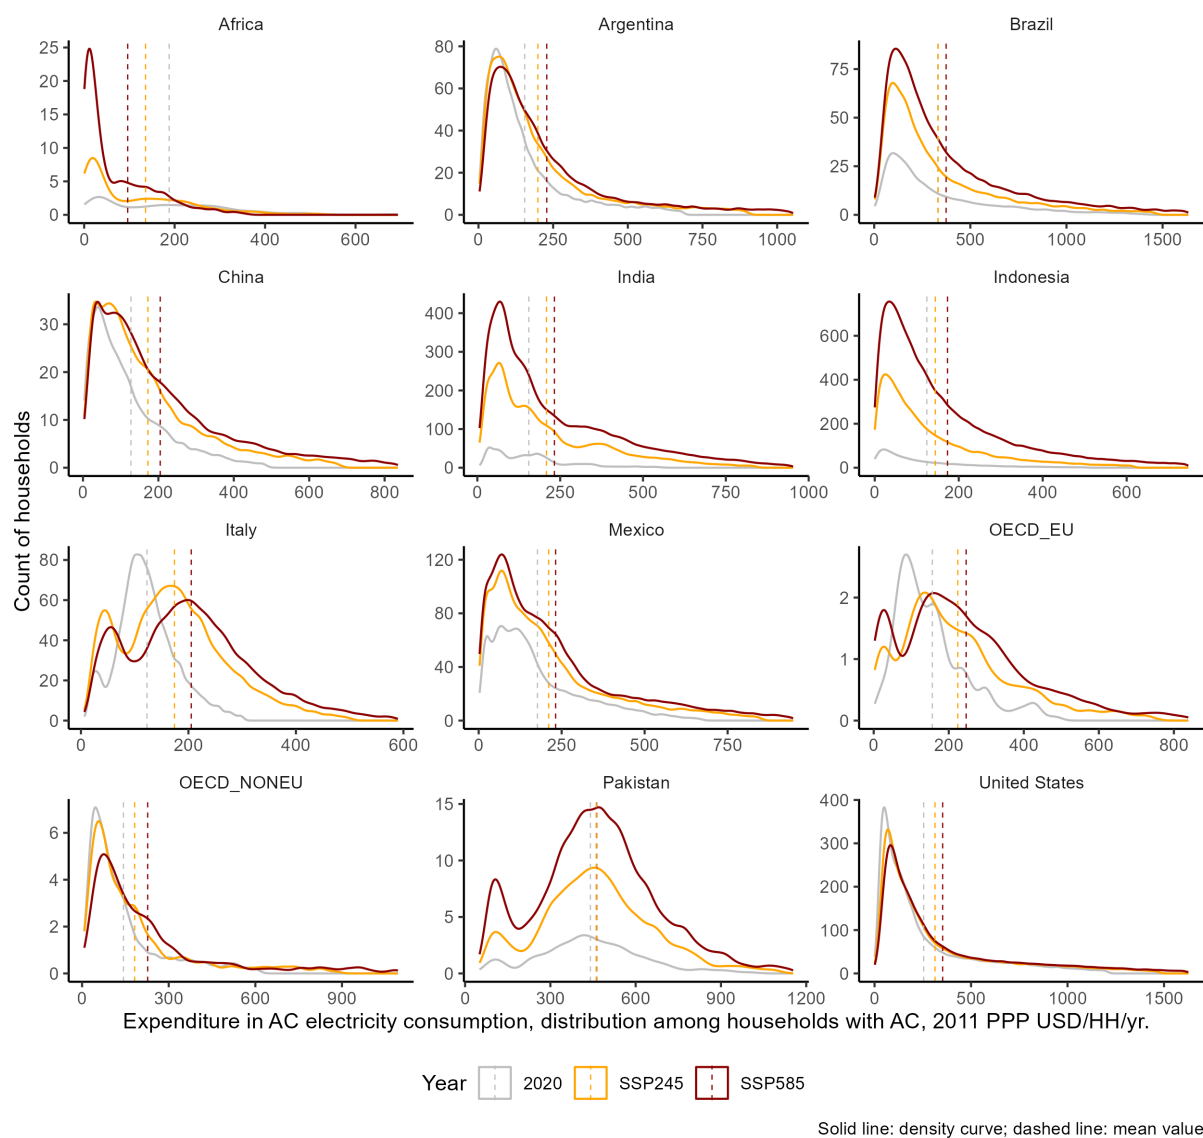 Africa
Argentina
Brazil
25
20
15
10
5
0
0 200 400 600
80
60
40
20
0
0 250 500 750 1000
75
50
25
0
0 500 1000 1500
China
India
Indonesia
30
20
10
0
0 200 400 600 800
400
300
200
100
0
0 250 500 750 1000
600
400
200
0
0 200 400 600
Count of households
Italy
Mexico
OECD_EU
80
60
40
20
0
0 200 400 600
120
80
40
0
0 250 500 750
2
1
0
0 200 400 600 800
OECD_NONEU
Pakistan
United States
6
4
2
0
0 300 600 900
15
10
5
0
0 300 600 900 1200
400
300
200
100
0
0 500 1000 1500
Expenditure in AC electricity consumption, distribution among households with AC, 2011 PPP USD/HH/yr.
Year 2020 SSP245 SSP585
Solid line: density curve; dashed line: mean value